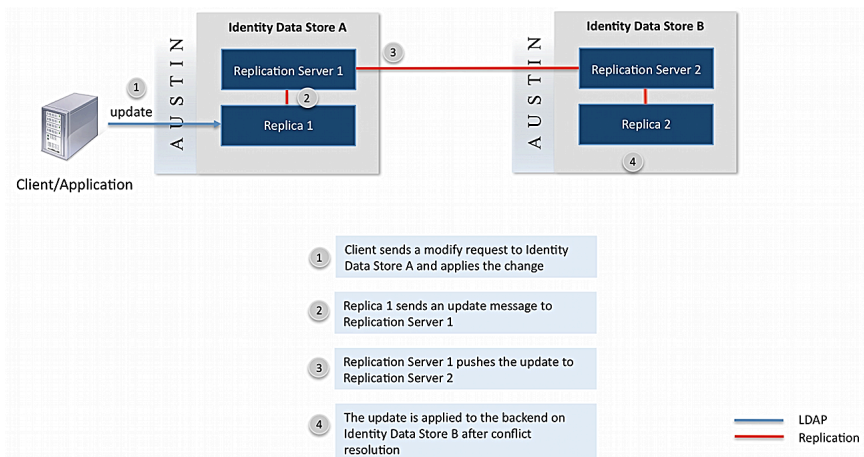 Identity Data Store A
Identity Data Store B
AUSTIN
AUSTIN
Replication Server 1
3
Replication Server 2
1
update
2
Replica 1
Replica 2
4
Client/Application
1
Client sends a modify request to Identity
Data Store A and applies the change
2
Replica 1 sends an update message to
Replication Server 1
3
Replication Server 1 pushes the update to
Replication Server 2
4
The update is applied to the backend on
Identity Data Store B after conflict
resolution
LDAP
Replication